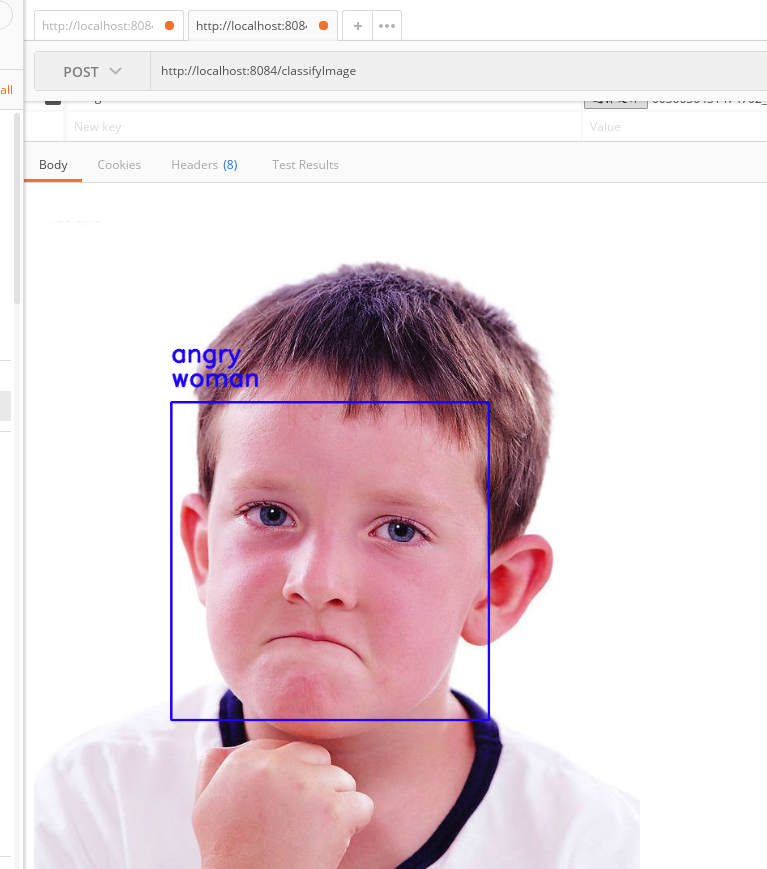 http://localhost:808
http://localhost:808
+
POST
http://localhost:8084/classifyImage
all
New key
Value
Body
Cookies
Headers (8)
Test Results
angry
woman